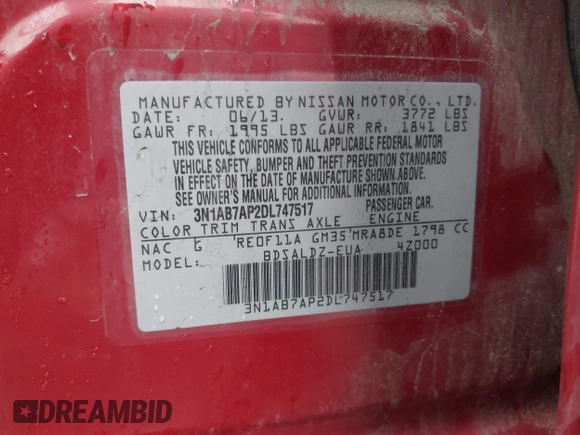 MANUFACTURED BY NISSAN MOTOR CO., LTD.
DATE: 06/13. GVWR: 3772 LBS
GAWR FR: 1995 LBS GAWR RR: 1841 LBS
THIS VEHICLE CONFORMS TO ALL APPLICABLE FEDERAL MOTOR
VEHICLE SAFETY, BUMPER AND THEFT PREVENTION STANDARDS
IN EFFECT ON THE DATE OF MANUFACTURE SHOWN ABOVE.
SEE OWNER'S MANUAL FOR ADDITIONAL INFORMATION.
VIN: 3N1AB7AP2DL747517 PASSENGER CAR.
COLOR TRIM TRANS AXLE ENGINE
NAC G RE0F11A GM35 MRA8DE 1798 CC
MODEL: BDSALDZ-EUA 4Z000
3N1AB7AP2DL747517
DREAMBID